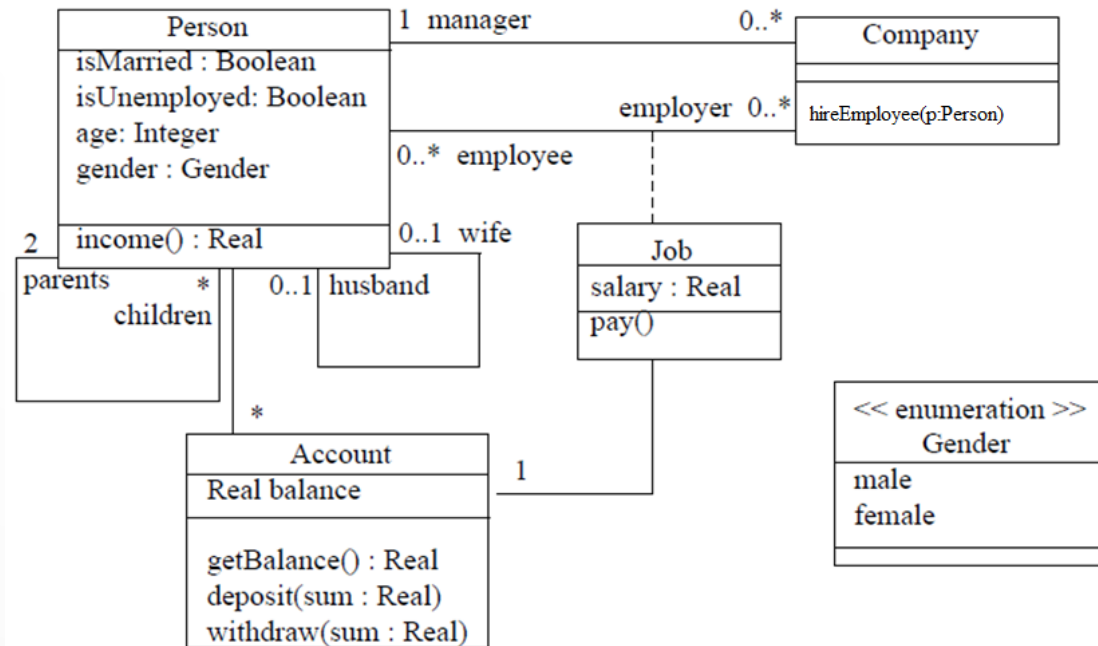 Person
isMarried : Boolean
isUnemployed: Boolean
age: Integer
gender : Gender
income() : Real
1 manager
0..*
Company
hireEmployee(p:Person)
employer 0..*
0..* employee
0..1 wife
0..1 husband
2
parents
*
children
Job
salary : Real
pay()
*
1
Account
Real balance
getBalance() : Real
deposit(sum : Real)
withdraw(sum : Real)
<< enumeration >>
Gender
male
female